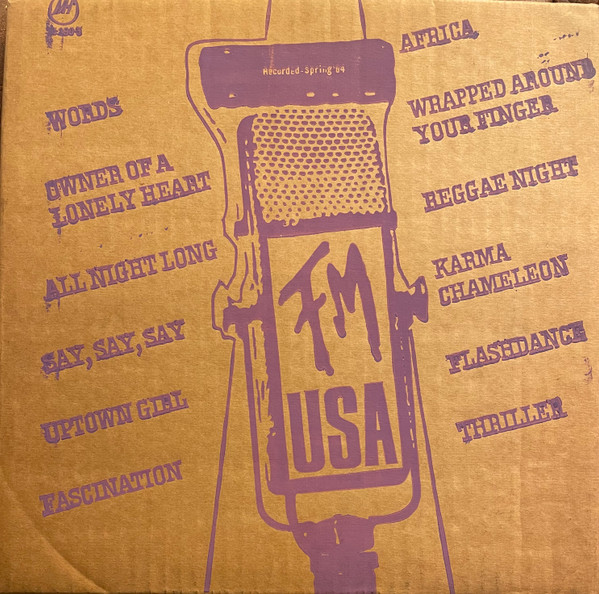 Recorded-Spring'84
WORDS
OWNER OF A
LONELY HEART
ALL NIGHT LONG
SAY, SAY, SAY
UPTOWN GIRL
FASCINATION
AFRICA
WRAPPED AROUND
YOUR FINGER
REGGAE NIGHT
KARMA
CHAMELEON
FLASHDANCE
THRILLER
FM
USA